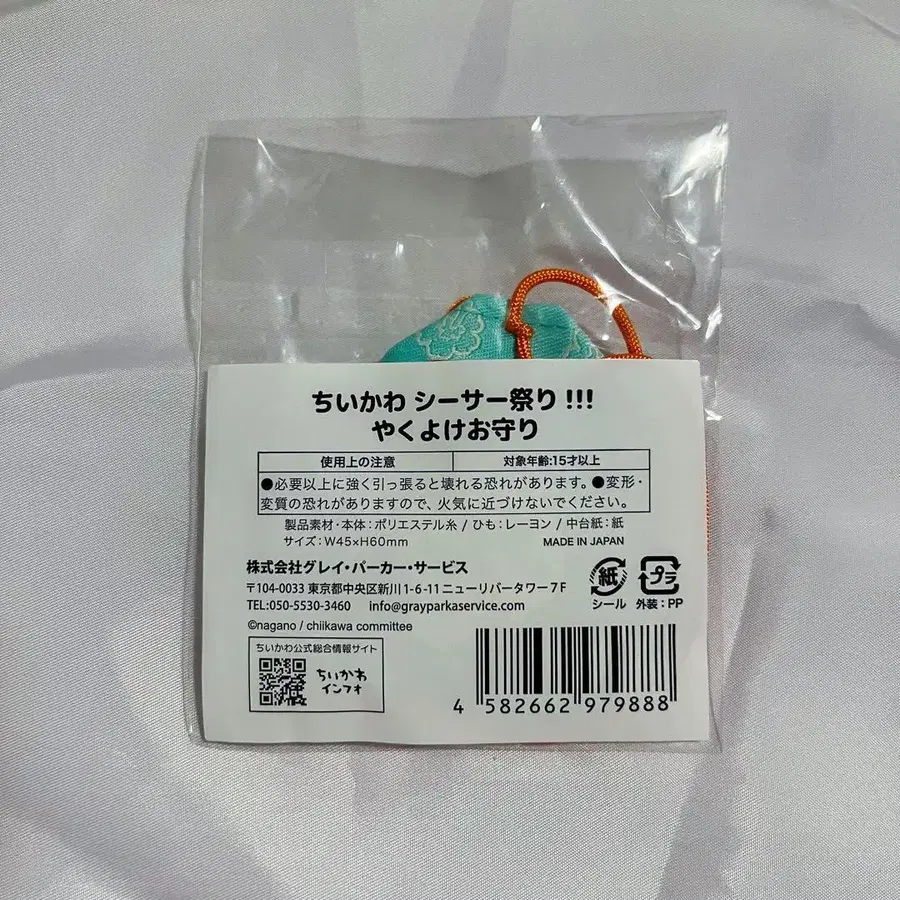 ちいかわ シーサー祭り !!!
やくよけお守り
使用上の注意 対象年齢:15才以上
●必要以上に強く引っ張ると壊れる恐れがあります。●変形・
変質の恐れがありますので、火気に近づけないでください。
製品素材・本体：ポリエステル糸 / ひも：レーヨン / 中台紙：紙
サイズ：W45×H60mm MADE IN JAPAN
株式会社グレイ・パーカー・サービス
〒104-0033 東京都中央区新川1-6-11 ニューリバータワー7F
TEL:050-5530-3460 info@grayparkaservice.com
©nagano / chiikawa committee
紙 プラ
シール 外装：PP
ちいかわ公式総合情報サイト
ちいかわ
インフォ
4 582662 979888